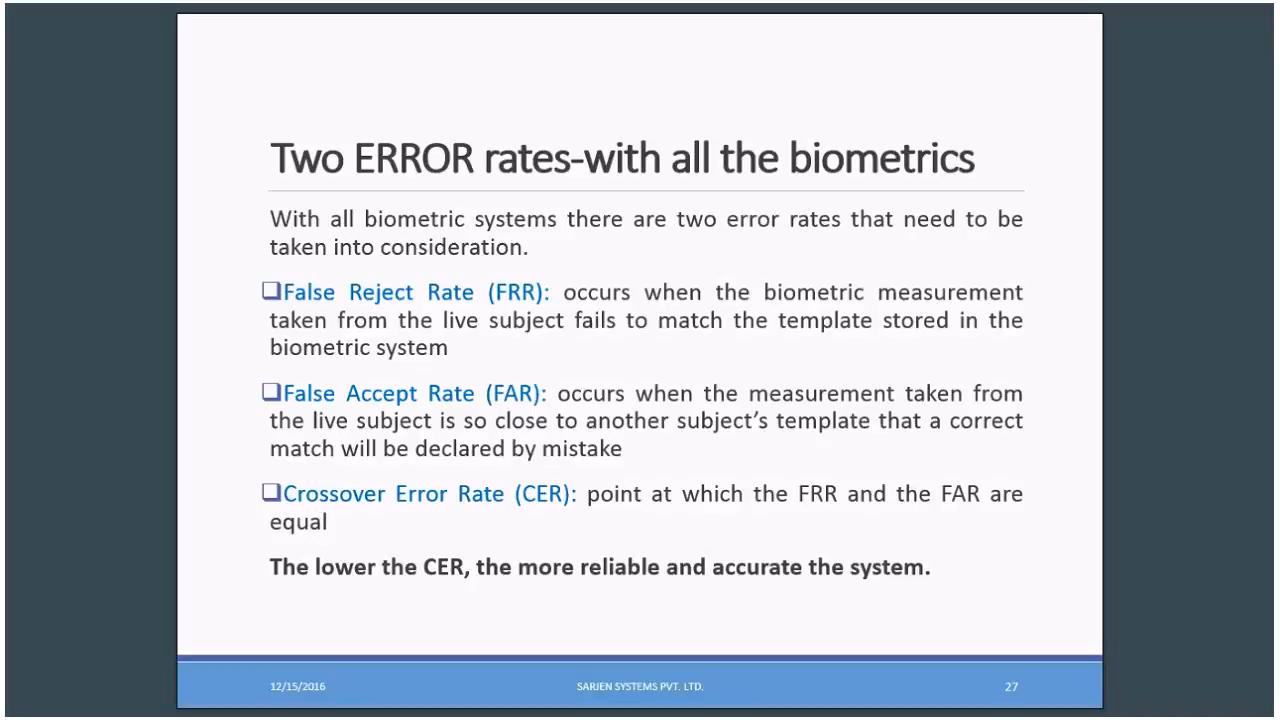 Two ERROR rates-with all the biometrics
With all biometric systems there are two error rates that need to be
taken into consideration.
False Reject Rate (FRR): occurs when the biometric measurement
taken from the live subject fails to match the template stored in the
biometric system
False Accept Rate (FAR): occurs when the measurement taken from
the live subject is so close to another subject's template that a correct
match will be declared by mistake
Crossover Error Rate (CER): point at which the FRR and the FAR are
equal
The lower the CER, the more reliable and accurate the system.
12/15/2016 SARJEN SYSTEMS PVT. LTD. 27